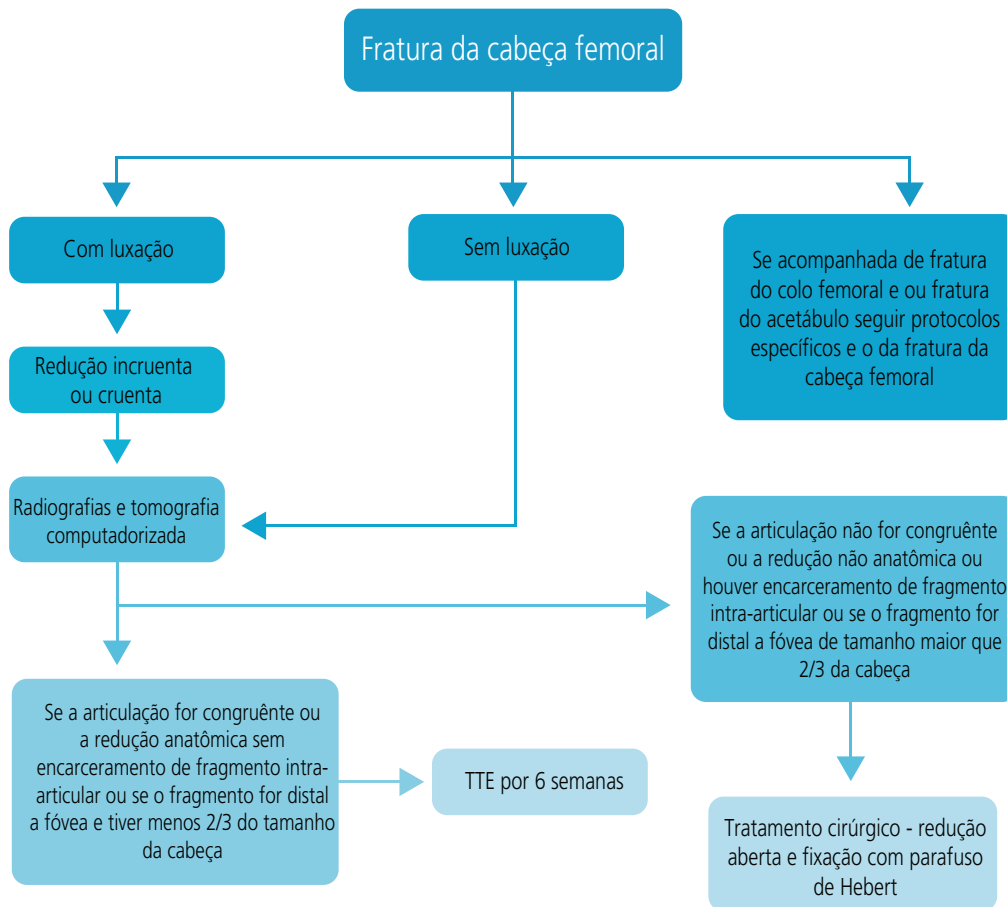 Fratura da cabeça femoral
Com luxação
Sem luxação
Se acompanhada de fratura
do colo femoral e ou fratura
do acetábulo seguir protocolos
específicos e o da fratura da
cabeça femoral
Redução incruenta
ou cruenta
Radiografias e tomografia
computadorizada
Se a articulação não for congruênte
ou a redução não anatômica ou
houver encarceramento de fragmento
intra-articular ou se o fragmento for
distal a fóvea de tamanho maior que
2/3 da cabeça
Se a articulação for congruênte ou
a redução anatômica sem
encarceramento de fragmento intra-
articular ou se o fragmento for distal
a fóvea e tiver menos 2/3 do tamanho
da cabeça
TTE por 6 semanas
Tratamento cirúrgico - redução
aberta e fixação com parafuso
de Hebert